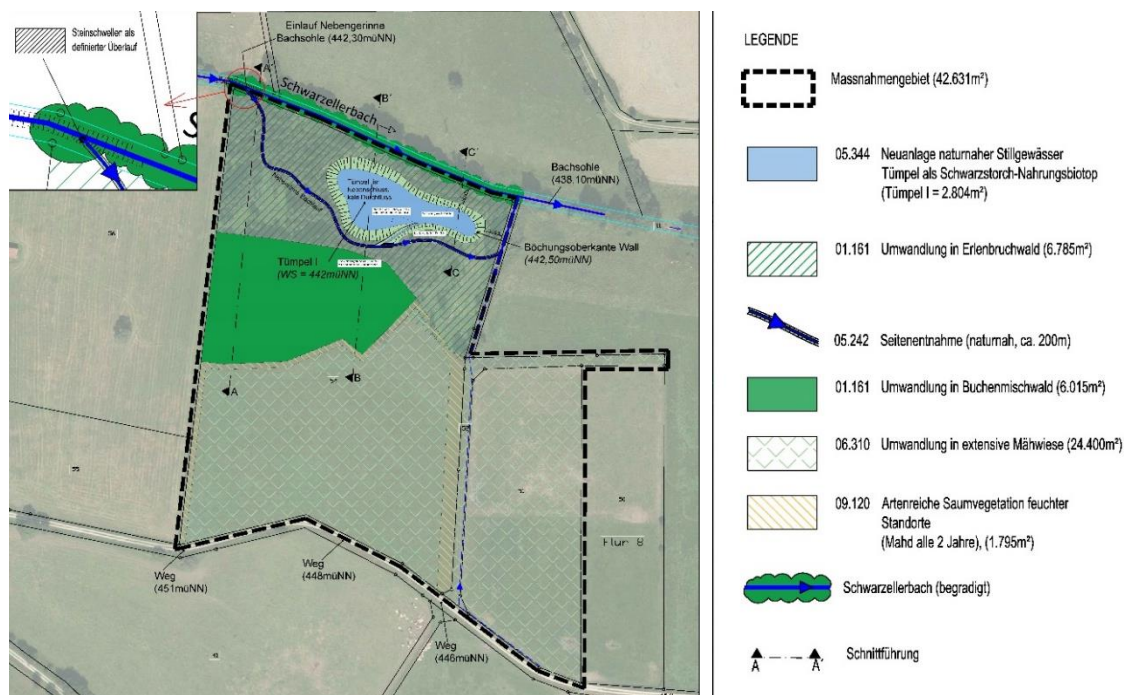 Steinschwellen als
definierter Überlauf
S
Einlauf Nebengerinne
Bachsohle (442,30müNN)
A'
Schwarzellerbach
B'
C'
Bachsohle
(438.10müNN)
Tümpel I
(WS = 442müNN)
Böchungsoberkante Wall
(442,50müNN)
C
A
B
Weg
(451müNN)
Weg
(448müNN)
Weg
(446müNN)
Flur 8
LEGENDE
Massnahmengebiet (42.631m²)
05.344 Neuanlage naturnaher Stillgewässer
Tümpel als Schwarzstorch-Nahrungsbiotop
(Tümpel I = 2.804m²)
01.161 Umwandlung in Erlenbruchwald (6.785m²)
05.242 Seitenentnahme (naturnah, ca. 200m)
01.161 Umwandlung in Buchenmischwald (6.015m²)
06.310 Umwandlung in extensive Mähwiese (24.400m²)
09.120 Artenreiche Saumvegetation feuchter
Standorte
(Mahd alle 2 Jahre), (1.795m²)
Schwarzellerbach (begradigt)
A A' Schnittführung